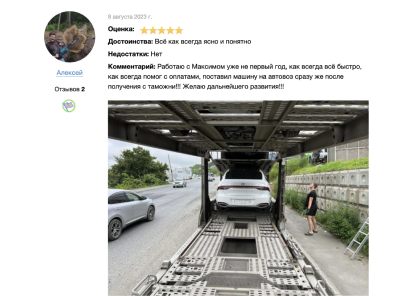 8 августа 2023 г.
Оценка:
Достоинства: Всё как всегда ясно и понятно
Недостатки: Нет
Комментарий: Работаю с Максимом уже не первый год, как всегда всё быстро,
как всегда помог с оплатами, поставил машину на автовоз сразу же после
получения с таможни!!! Желаю дальнейшего развития!!!
Алексей
Отзывов 2